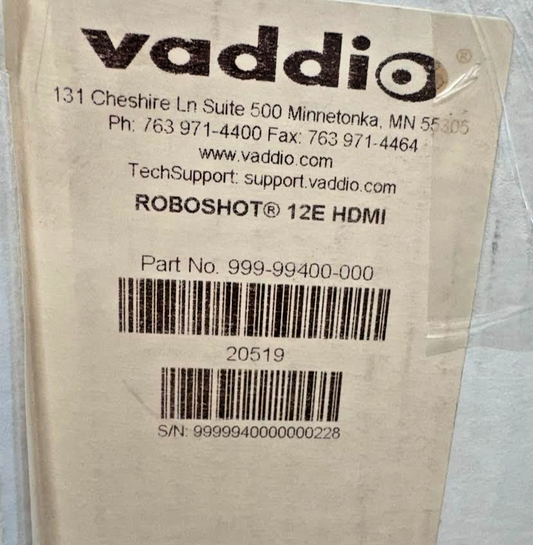 vaddio®
131 Cheshire Ln Suite 500 Minnetonka, MN 55305
Ph: 763 971-4400 Fax: 763 971-4464
www.vaddio.com
TechSupport: support.vaddio.com
ROBOSHOT® 12E HDMI
Part No. 999-99400-000
20519
S/N: 9999940000000228